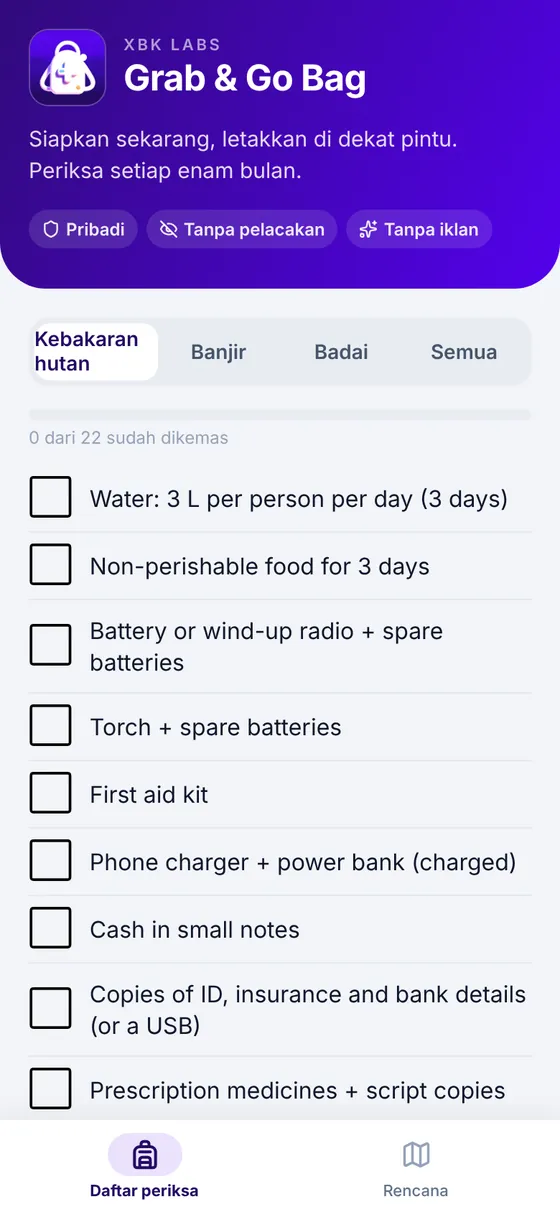 XBK LABS
Grab & Go Bag
Siapkan sekarang, letakkan di dekat pintu.
Periksa setiap enam bulan.
Pribadi
Tanpa pelacakan
Tanpa iklan
Kebakaran
hutan
Banjir
Badai
Semua
0 dari 22 sudah dikemas
Water: 3 L per person per day (3 days)
Non-perishable food for 3 days
Battery or wind-up radio + spare
batteries
Torch + spare batteries
First aid kit
Phone charger + power bank (charged)
Cash in small notes
Copies of ID, insurance and bank details
(or a USB)
Prescription medicines + script copies
Daftar periksa
Rencana